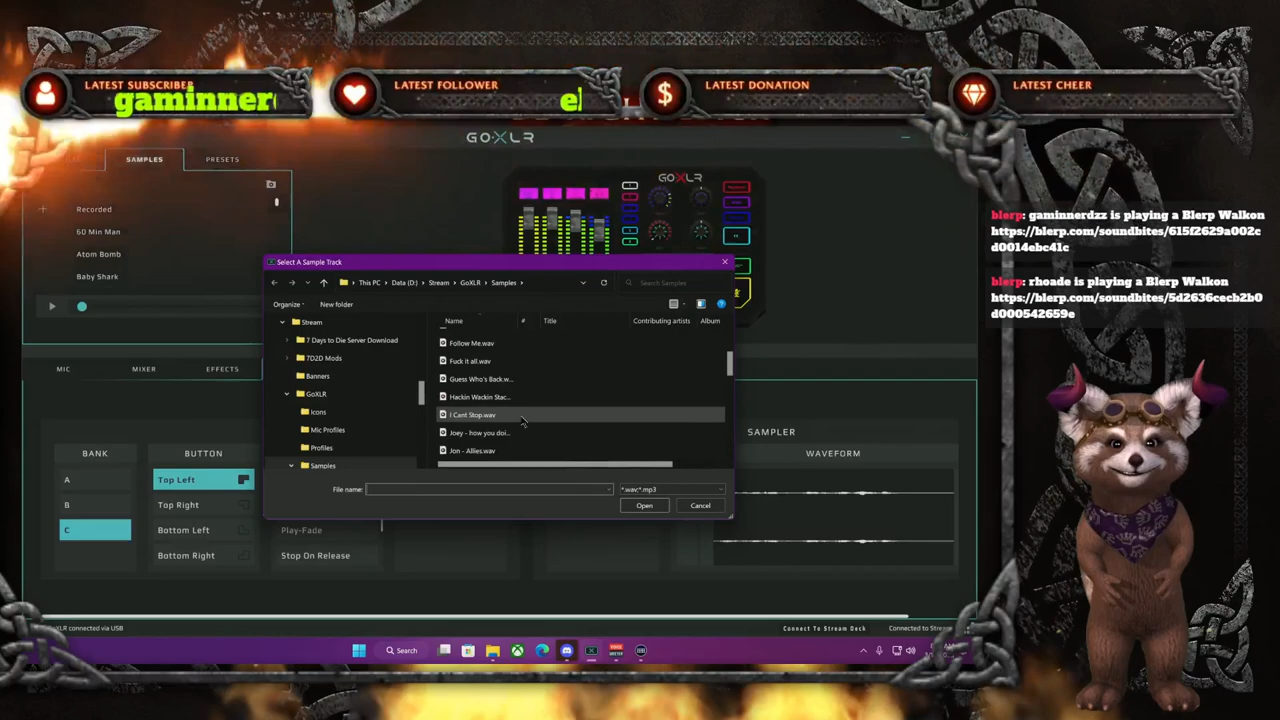 LATEST SUBSCRIBER
gaminner
LATEST FOLLOWER
el
LATEST DONATION
LATEST CHEER
GOXLR
SAMPLES
PRESETS
GOXLR
Recorded
60 Min Man
Atom Bomb
Baby Shark
blerp: gaminnerdzz is playing a Blerp Walkon
https://blerp.com/soundbites/615f2629a002c
d0014ebc41c
blerp: rhoade is playing a Blerp Walkon
https://blerp.com/soundbites/5d2636cecb2b0
d000542659e
Select A Sample Track
This PC > Data (D:) > Stream > GoXLR > Samples >
Search Samples
Organize
New folder
Name
#
Title
Contributing artists
Album
Stream
7 Days to Die Server Download
7D2D Mods
Banners
GoXLR
Icons
Mic Profiles
Profiles
Samples
Follow Me.wav
Fuck it all.wav
Guess Who's Back.w...
Hackin Wackin Stac...
I Cant Stop.wav
Joey - how you doi...
Jon - Allies.wav
File name:
*.wav;*.mp3
Open
Cancel
MIC
MIXER
EFFECTS
SAMPLER
BANK
BUTTON
WAVEFORM
A
B
C
Top Left
Top Right
Bottom Left
Bottom Right
Play-Fade
Stop On Release
GoXLR connected via USB
Connect To Stream Deck
Connected to Stream
Search